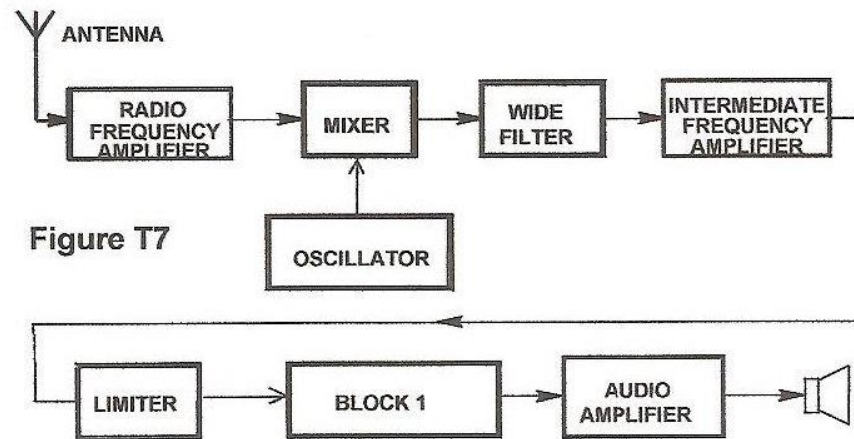 ANTENNA
RADIO
FREQUENCY
AMPLIFIER
MIXER
WIDE
FILTER
INTERMEDIATE
FREQUENCY
AMPLIFIER
OSCILLATOR
Figure T7
LIMITER
BLOCK 1
AUDIO
AMPLIFIER